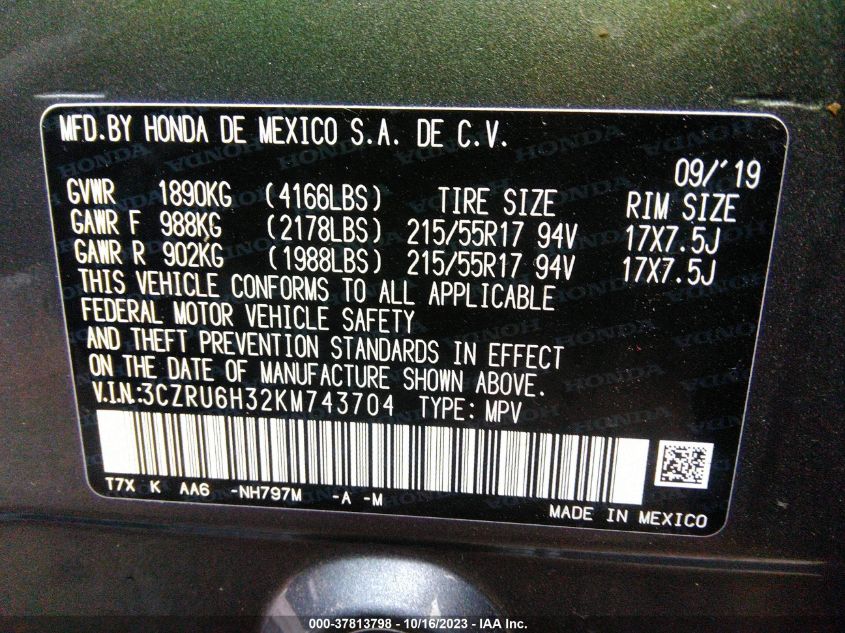 MFD.BY HONDA DE MEXICO S.A. DE C.V.
09/'19
GVWR 1890KG (4166LBS) TIRE SIZE RIM SIZE
GAWR F 988KG (2178LBS) 215/55R17 94V 17X7.5J
GAWR R 902KG (1988LBS) 215/55R17 94V 17X7.5J
THIS VEHICLE CONFORMS TO ALL APPLICABLE
FEDERAL MOTOR VEHICLE SAFETY
AND THEFT PREVENTION STANDARDS IN EFFECT
ON THE DATE OF MANUFACTURE SHOWN ABOVE.
V.I.N.:3CZRU6H32KM743704 TYPE: MPV
T7X K AA6 -NH797M -A -M
MADE IN MEXICO
000-37813798 - 10/16/2023 - IAA Inc.